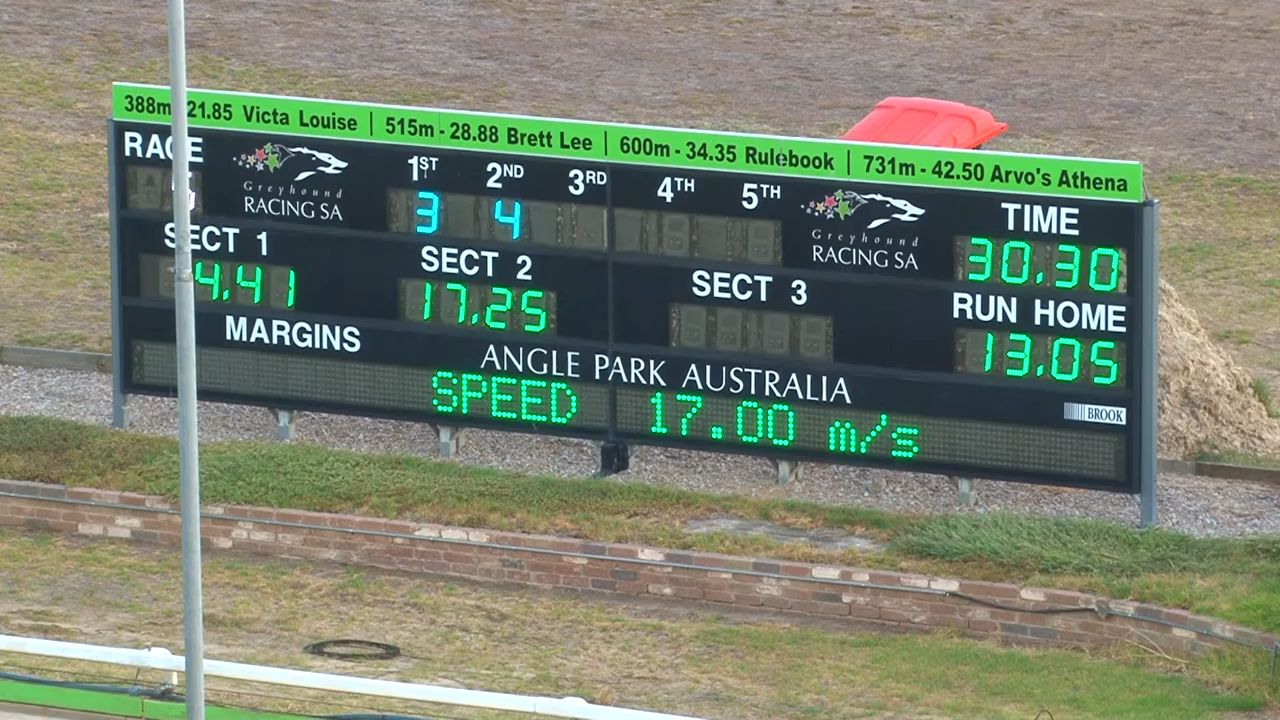 388m 21.85 Victa Louise | 515m - 28.88 Brett Lee | 600m - 34.35 Rulebook | 731m - 42.50 Arvo's Athena
RACE
Greyhound
RACING SA
1ST 2ND 3RD 4TH 5TH
3 4
Greyhound
RACING SA
TIME
30.30
SECT 1
4.41
SECT 2
17.25
SECT 3
RUN HOME
13.05
MARGINS
ANGLE PARK AUSTRALIA
BROOK
SPEED 17.00 m/s